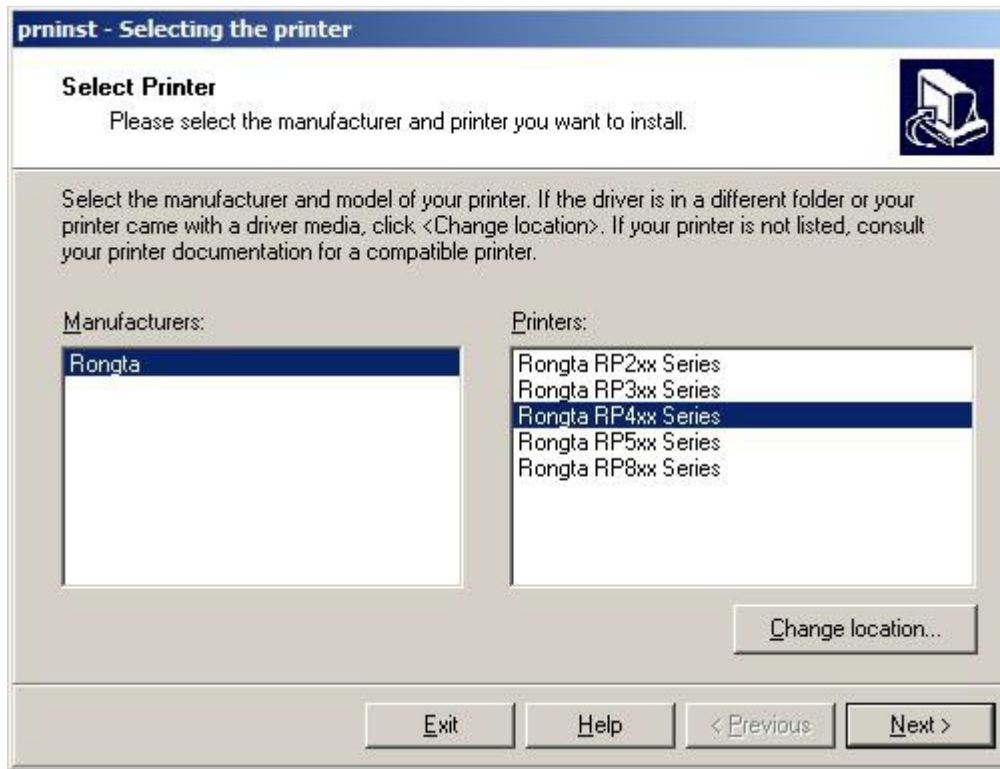 prninst - Selecting the printer
Select Printer
Please select the manufacturer and printer you want to install.
Select the manufacturer and model of your printer. If the driver is in a different folder or your
printer came with a driver media, click <Change location>. If your printer is not listed, consult
your printer documentation for a compatible printer.
Manufacturers:
Rongta
Printers:
Rongta RP2xx Series
Rongta RP3xx Series
Rongta RP4xx Series
Rongta RP5xx Series
Rongta RP8xx Series
Change location...
Exit
Help
< Previous
Next >